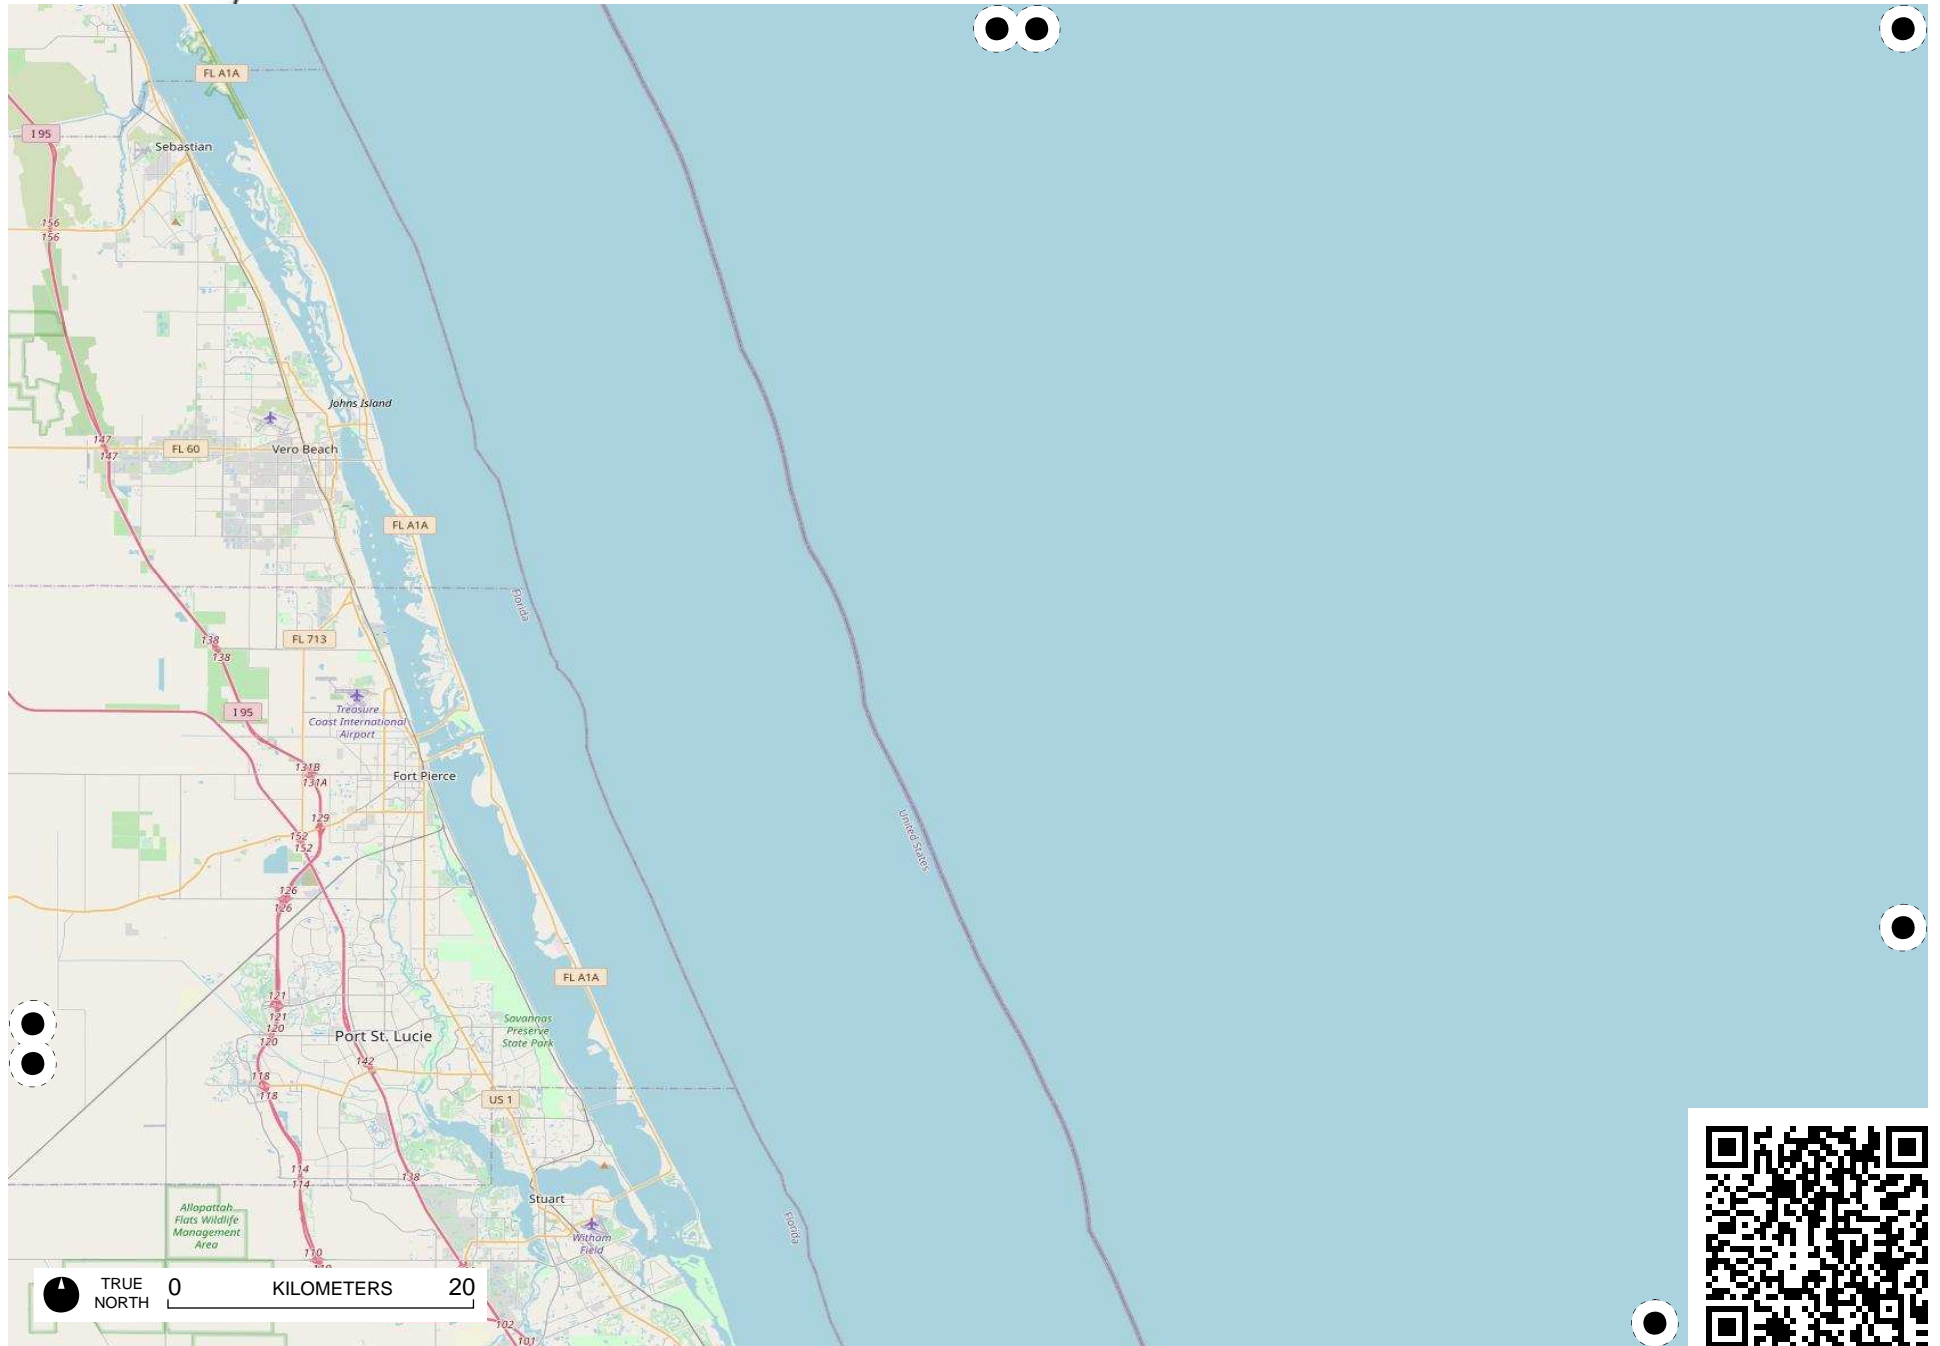 FL A1A
I 95
Sebastian
156
156
Johns Island
147
147
FL 60
Vero Beach
FL A1A
Florida
138
138
FL 713
I 95
Treasure
Coast International
Airport
131B
131A
Fort Pierce
129
152
152
United States
126
126
FL A1A
121
121
120
120
Port St. Lucie
Savannas
Preserve
State Park
142
118
118
US 1
114
114
138
Stuart
Allapattah
Flats Wildlife
Management
Area
Florida
Witham
Field
110
TRUE
NORTH
0 KILOMETERS 20
102
101